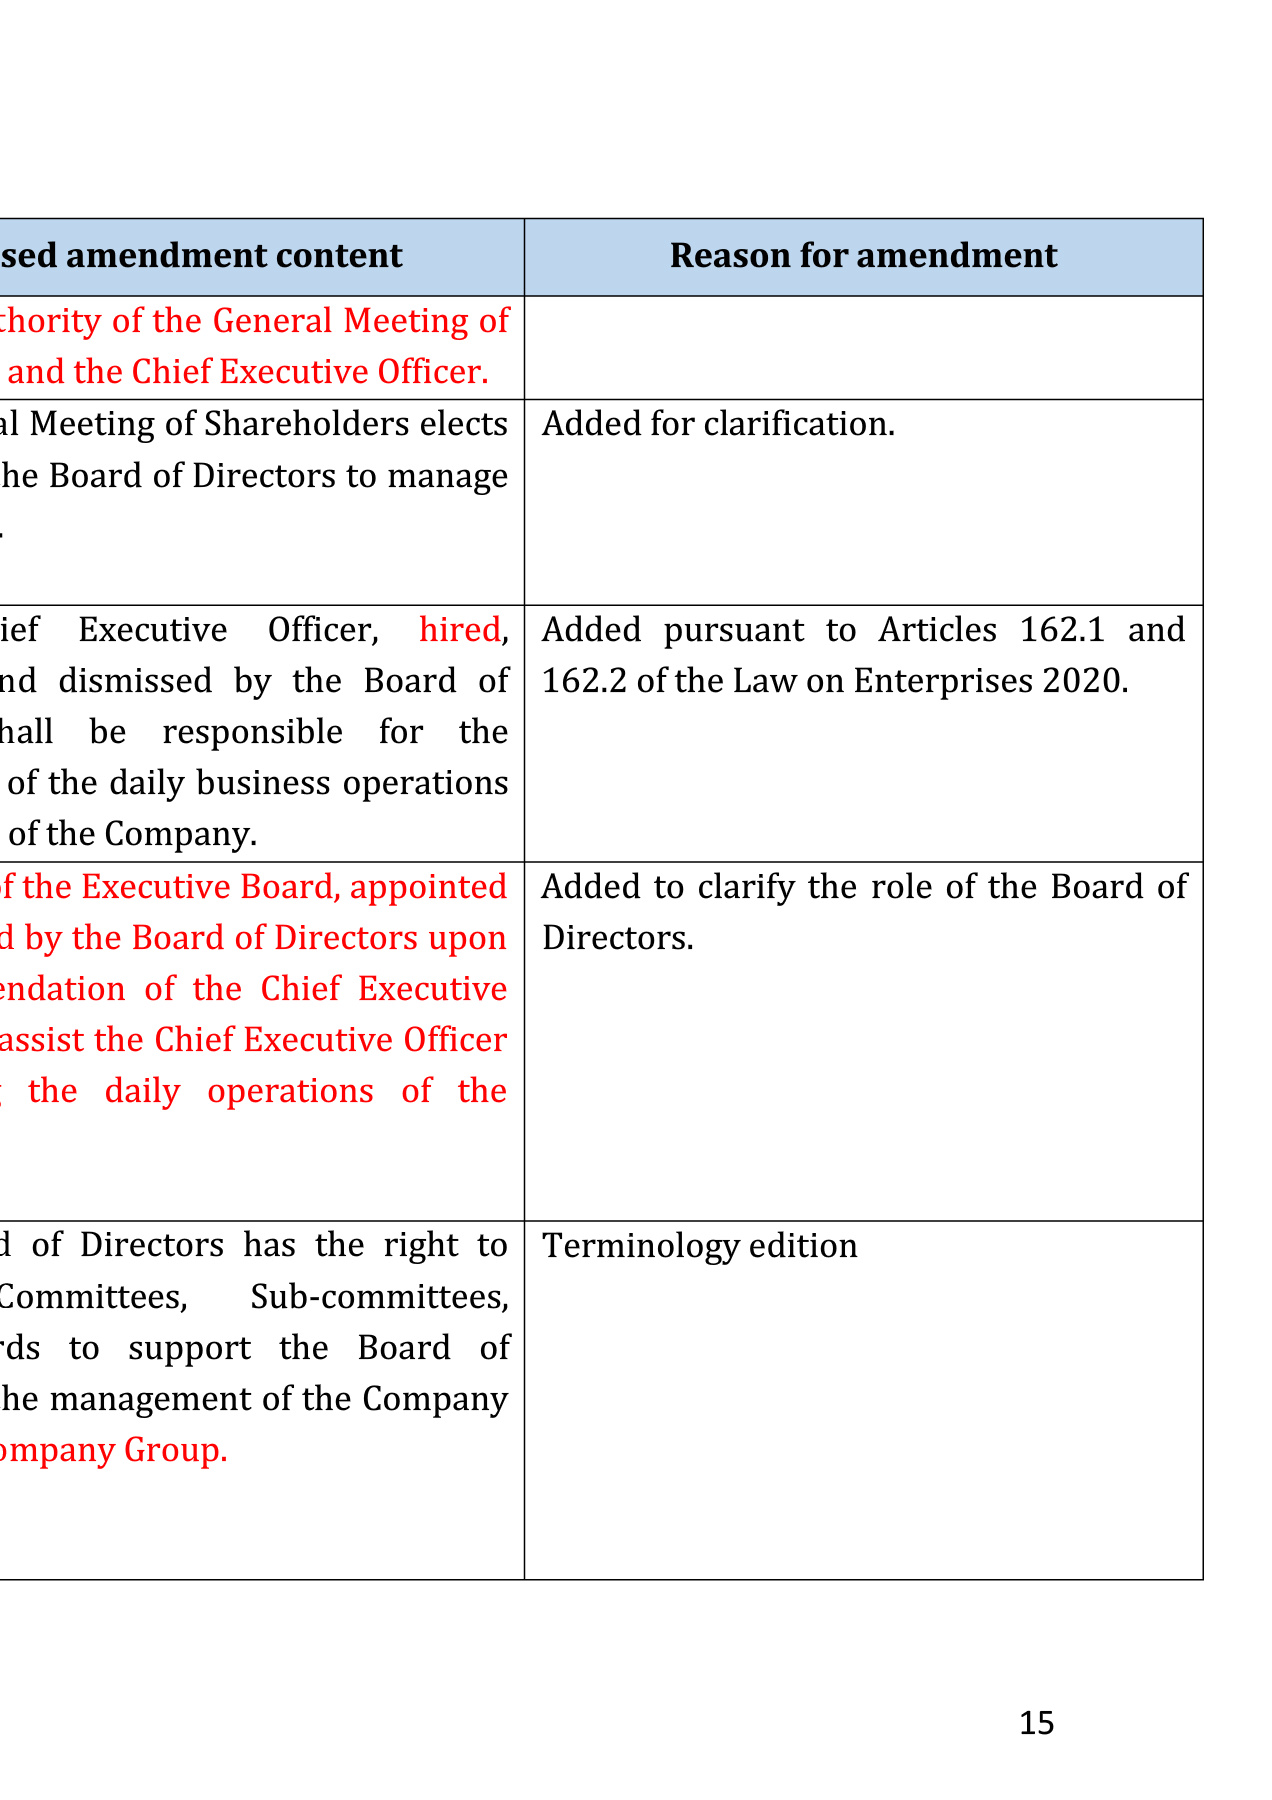 sed amendment content
Reason for amendment
thority of the General Meeting of
and the Chief Executive Officer.
al Meeting of Shareholders elects
he Board of Directors to manage
.
Added for clarification.
ief Executive Officer, hired,
nd dismissed by the Board of
hall be responsible for the
of the daily business operations
of the Company.
Added pursuant to Articles 162.1 and
162.2 of the Law on Enterprises 2020.
of the Executive Board, appointed
d by the Board of Directors upon
endation of the Chief Executive
assist the Chief Executive Officer
g the daily operations of the
Added to clarify the role of the Board of
Directors.
d of Directors has the right to
Committees, Sub-committees,
rds to support the Board of
the management of the Company
ompany Group.
Terminology edition
15